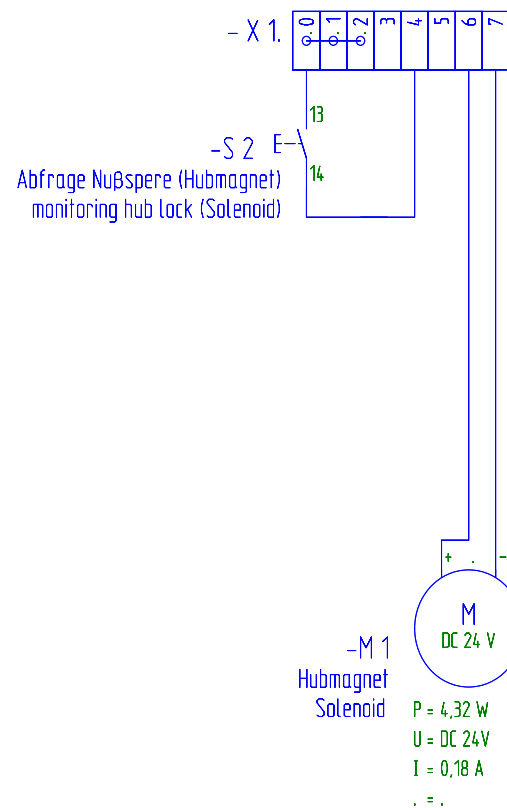 -X 1. .0 .1 .2 3 4 5 6 7
13
-S 2 E
14
Abfrage Nußspere (Hubmagnet)
monitoring hub lock (Solenoid)
+ . -
M
DC 24 V
-M 1
Hubmagnet
Solenoid
P = 4,32 W
U = DC 24V
I = 0,18 A
. = .